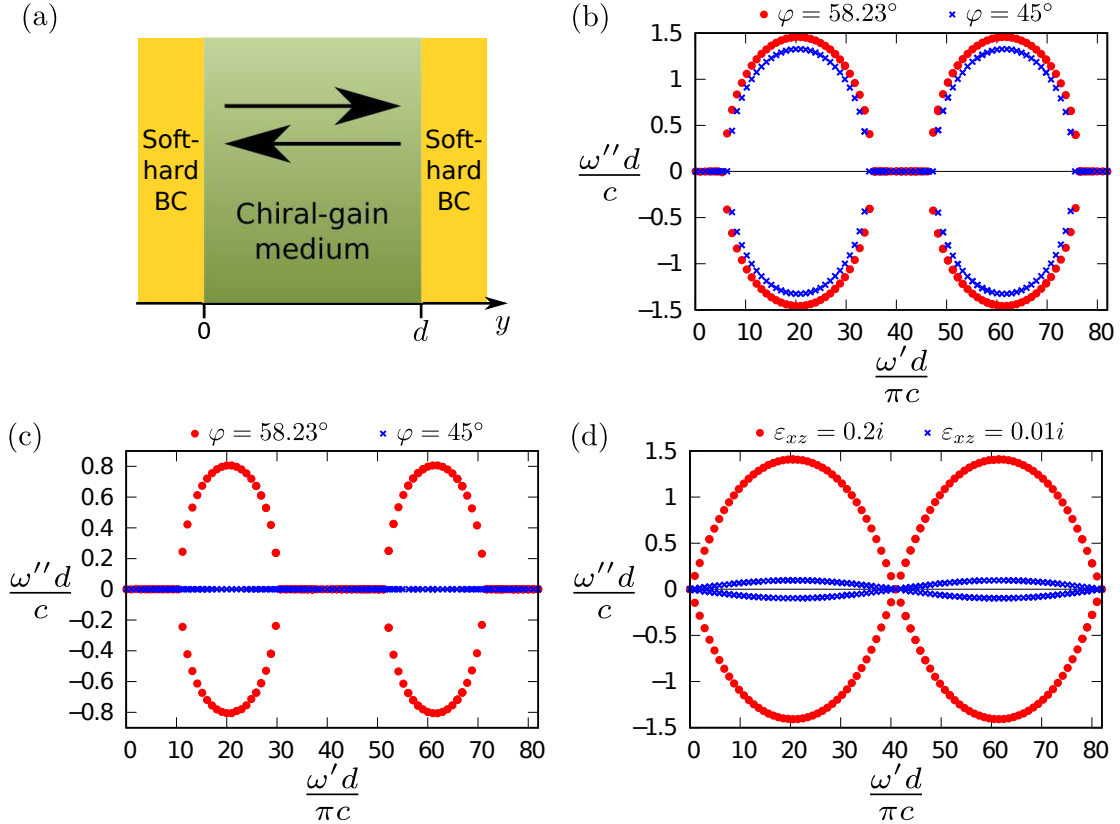 (a)
Soft-
hard
BC
Chiral-gain
medium
Soft-
hard
BC
0
d
y
(b)
φ = 58.23° φ = 45°
1.5
1
0.5
0
−0.5
−1
−1.5
ω′′d
c
0 10 20 30 40 50 60 70 80
ω′d
πc
(c)
φ = 58.23° φ = 45°
0.8
0.6
0.4
0.2
0
−0.2
−0.4
−0.6
−0.8
ω′′d
c
0 10 20 30 40 50 60 70 80
ω′d
πc
(d)
εxz = 0.2i εxz = 0.01i
1.5
1
0.5
0
−0.5
−1
−1.5
ω′′d
c
0 10 20 30 40 50 60 70 80
ω′d
πc